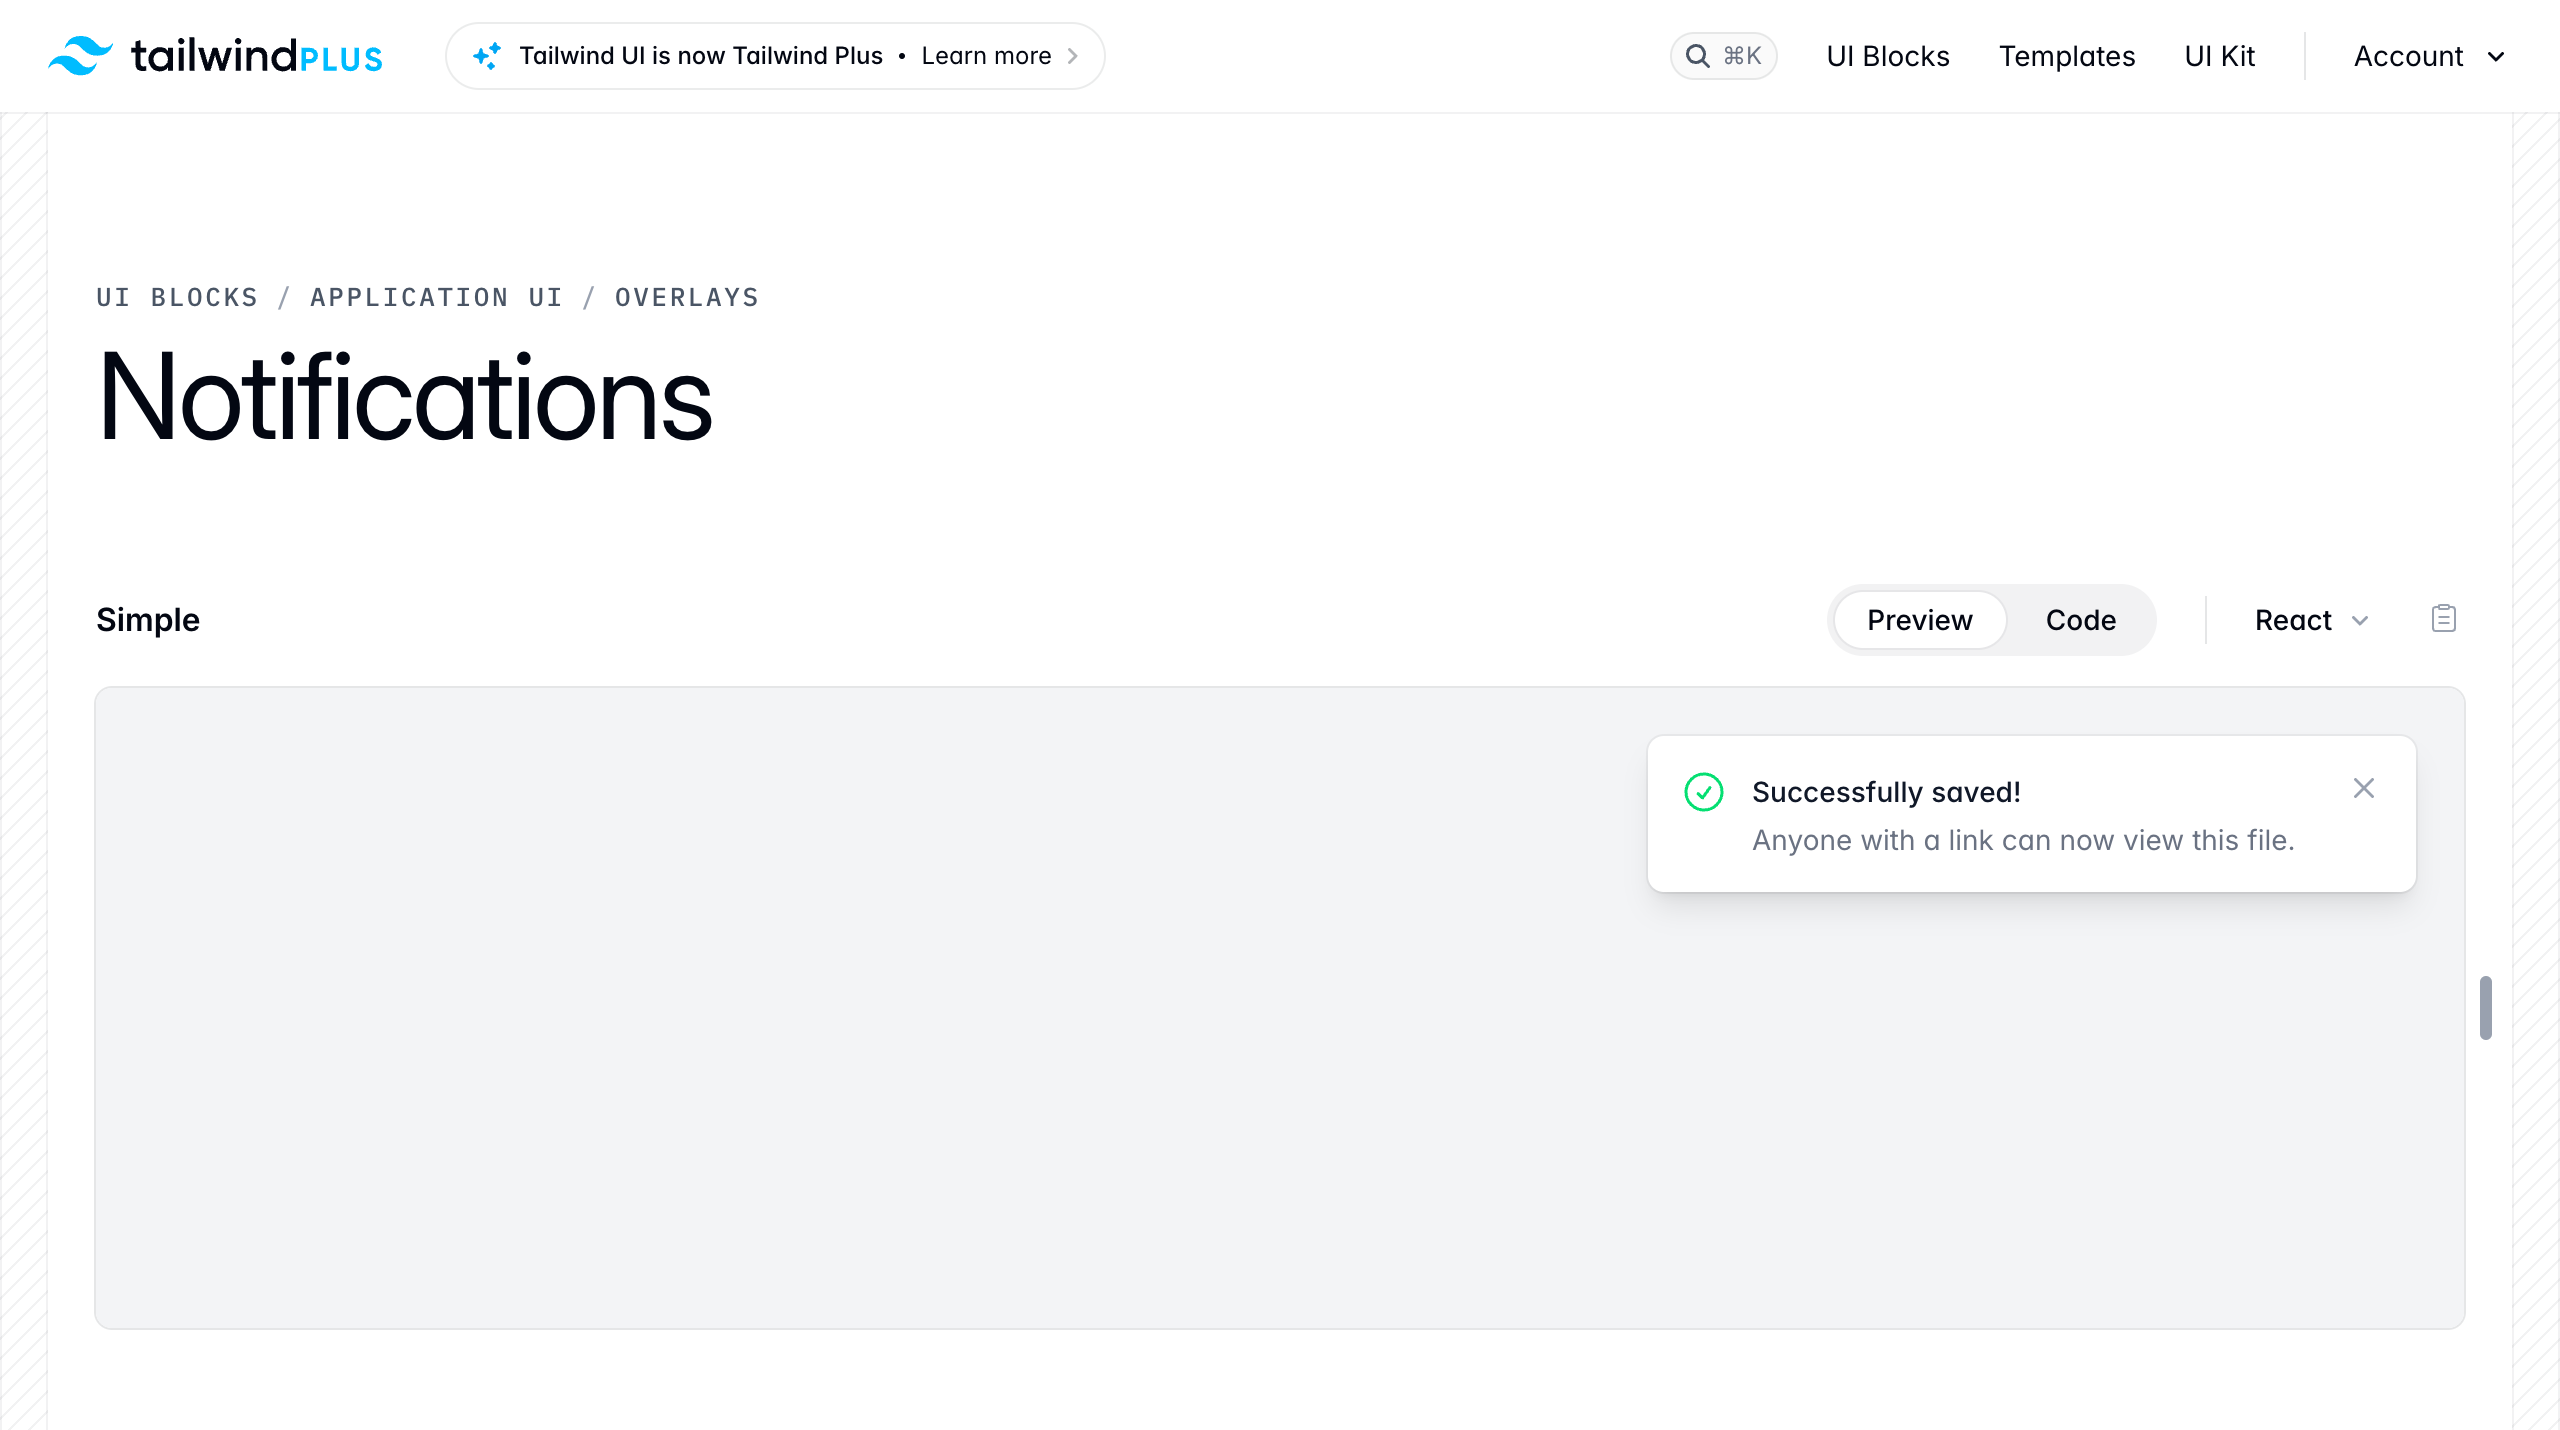 tailwindPLUS
Tailwind UI is now Tailwind Plus • Learn more
⌘K
UI Blocks
Templates
UI Kit
Account
UI BLOCKS / APPLICATION UI / OVERLAYS
Notifications
Simple
Preview
Code
React
Successfully saved!
Anyone with a link can now view this file.